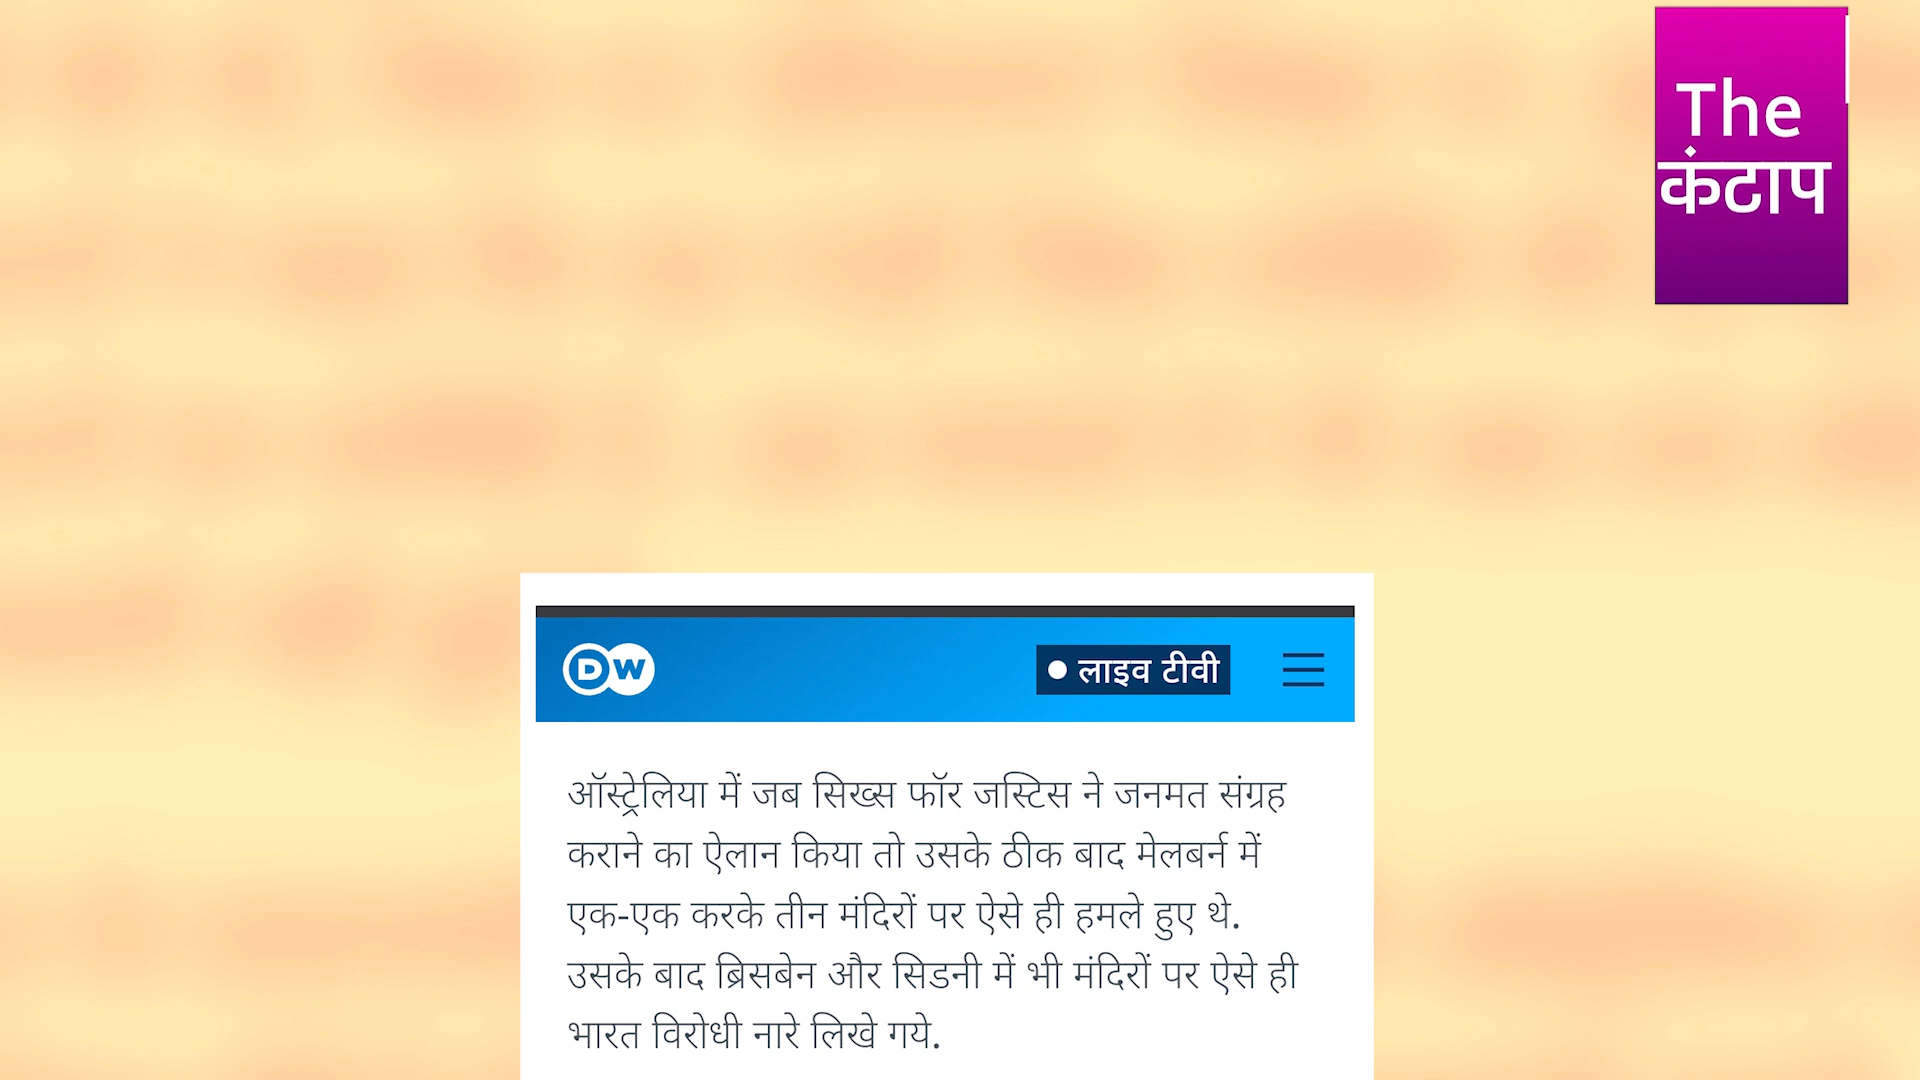 The
कंटाप
DW
लाइव टीवी
ऑस्ट्रेलिया में जब सिख्स फॉर जस्टिस ने जनमत संग्रह
कराने का ऐलान किया तो उसके ठीक बाद मेलबर्न में
एक-एक करके तीन मंदिरों पर ऐसे ही हमले हुए थे.
उसके बाद ब्रिसबेन और सिडनी में भी मंदिरों पर ऐसे ही
भारत विरोधी नारे लिखे गये.